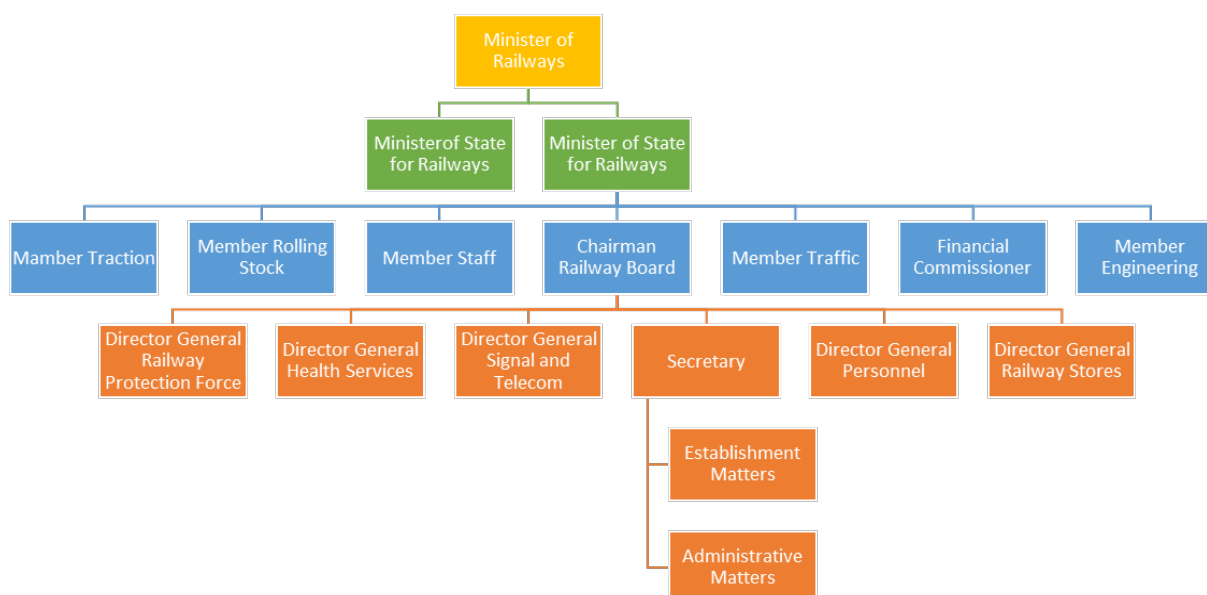 Minister of
Railways
Ministerof State
for Railways
Minister of State
for Railways
Mamber Traction
Member Rolling
Stock
Member Staff
Chairman
Railway Board
Member Traffic
Financial
Commissioner
Member
Engineering
Director General
Railway
Protection Force
Director General
Health Services
Director General
Signal and
Telecom
Secretary
Director General
Personnel
Director General
Railway Stores
Establishment
Matters
Administrative
Matters